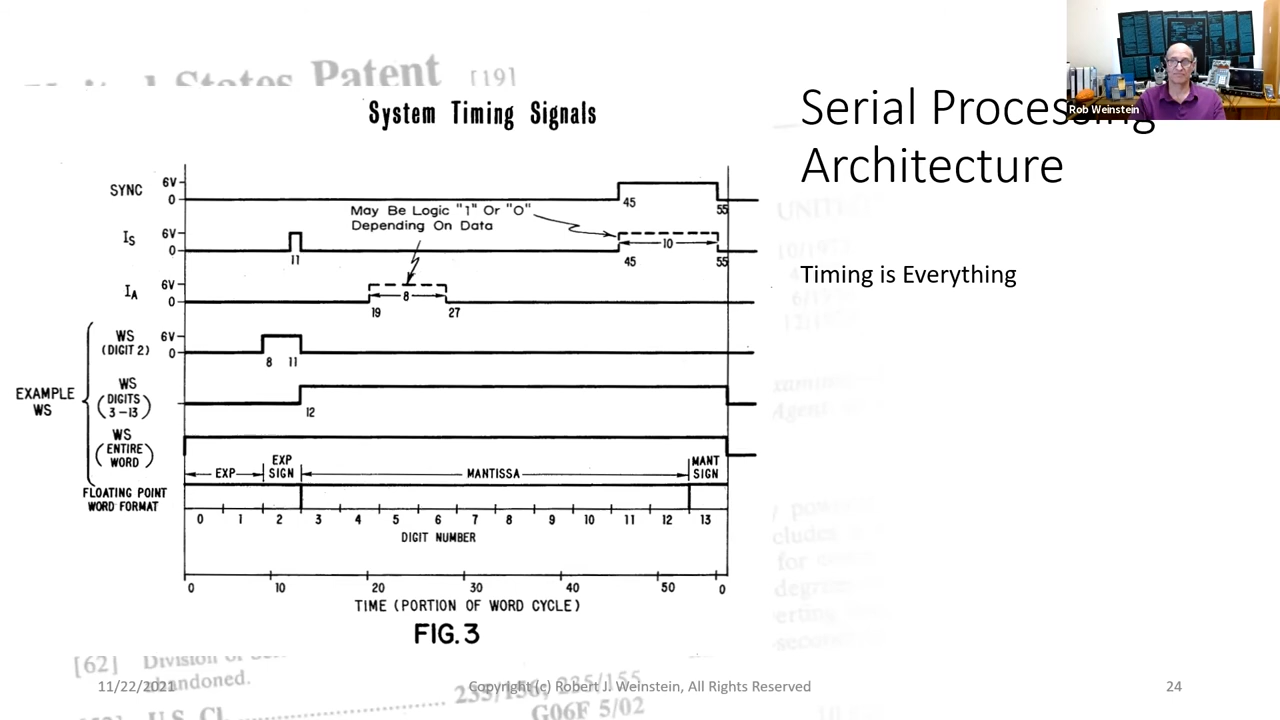 United States Patent [19]
System Timing Signals
Serial Processing
Architecture
Rob Weinstein
Timing is Everything
SYNC
6V
0
45
55
May Be Logic "1" Or "0"
Depending On Data
IS
6V
0
11
10
45
55
IA
6V
0
8
19
27
EXAMPLE
WS
WS
(DIGIT 2)
6V
0
8
11
WS
(DIGITS
3-13)
12
WS
(ENTIRE
WORD)
EXP
EXP
SIGN
MANTISSA
MANT
SIGN
FLOATING POINT
WORD FORMAT
0 1 2 3 4 5 6 7 8 9 10 11 12 13
DIGIT NUMBER
0 10 20 30 40 50 0
TIME (PORTION OF WORD CYCLE)
FIG.3
[62] Division of
abandoned.
235/156, 235/155
U.S. Cl.
G06F 5/02
11/22/2021
Copyright (c) Robert J. Weinstein, All Rights Reserved
24